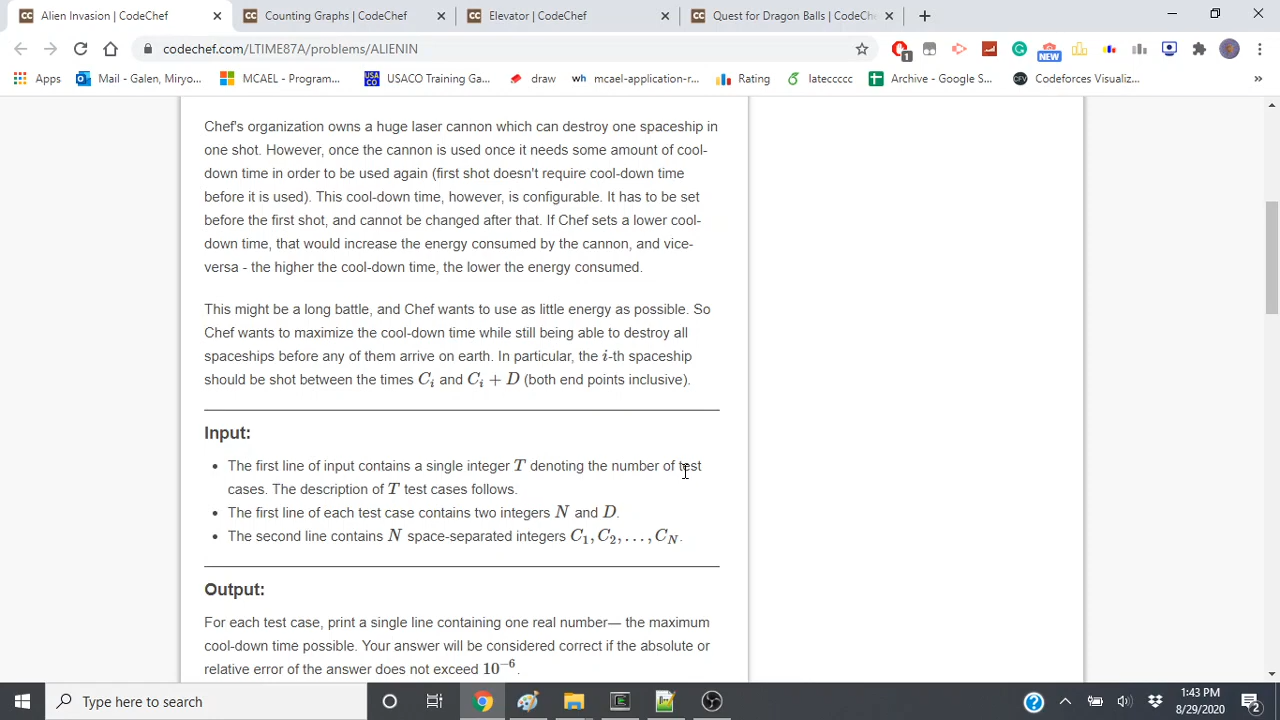 Alien Invasion | CodeChef
Counting Graphs | CodeChef
Elevator | CodeChef
Quest for Dragon Balls | CodeChe
codechef.com/LTIME87A/problems/ALIENIN
1
NEW
Apps
Mail - Galen, Miryo...
MCAEL - Program...
USACO Training Ga...
draw
wh mcael-application-r...
Rating
lateccccc
Archive - Google S...
Codeforces Visualiz...
»
Chef's organization owns a huge laser cannon which can destroy one spaceship in
one shot. However, once the cannon is used once it needs some amount of cool-
down time in order to be used again (first shot doesn't require cool-down time
before it is used). This cool-down time, however, is configurable. It has to be set
before the first shot, and cannot be changed after that. If Chef sets a lower cool-
down time, that would increase the energy consumed by the cannon, and vice-
versa - the higher the cool-down time, the lower the energy consumed.
This might be a long battle, and Chef wants to use as little energy as possible. So
Chef wants to maximize the cool-down time while still being able to destroy all
spaceships before any of them arrive on earth. In particular, the i-th spaceship
should be shot between the times C_i and C_i + D (both end points inclusive).
Input:
• The first line of input contains a single integer T denoting the number of test
cases. The description of T test cases follows.
• The first line of each test case contains two integers N and D.
• The second line contains N space-separated integers C_1, C_2, ..., C_N.
Output:
For each test case, print a single line containing one real number— the maximum
cool-down time possible. Your answer will be considered correct if the absolute or
relative error of the answer does not exceed 10^{-6}.
Type here to search
1:43 PM
8/29/2020
2